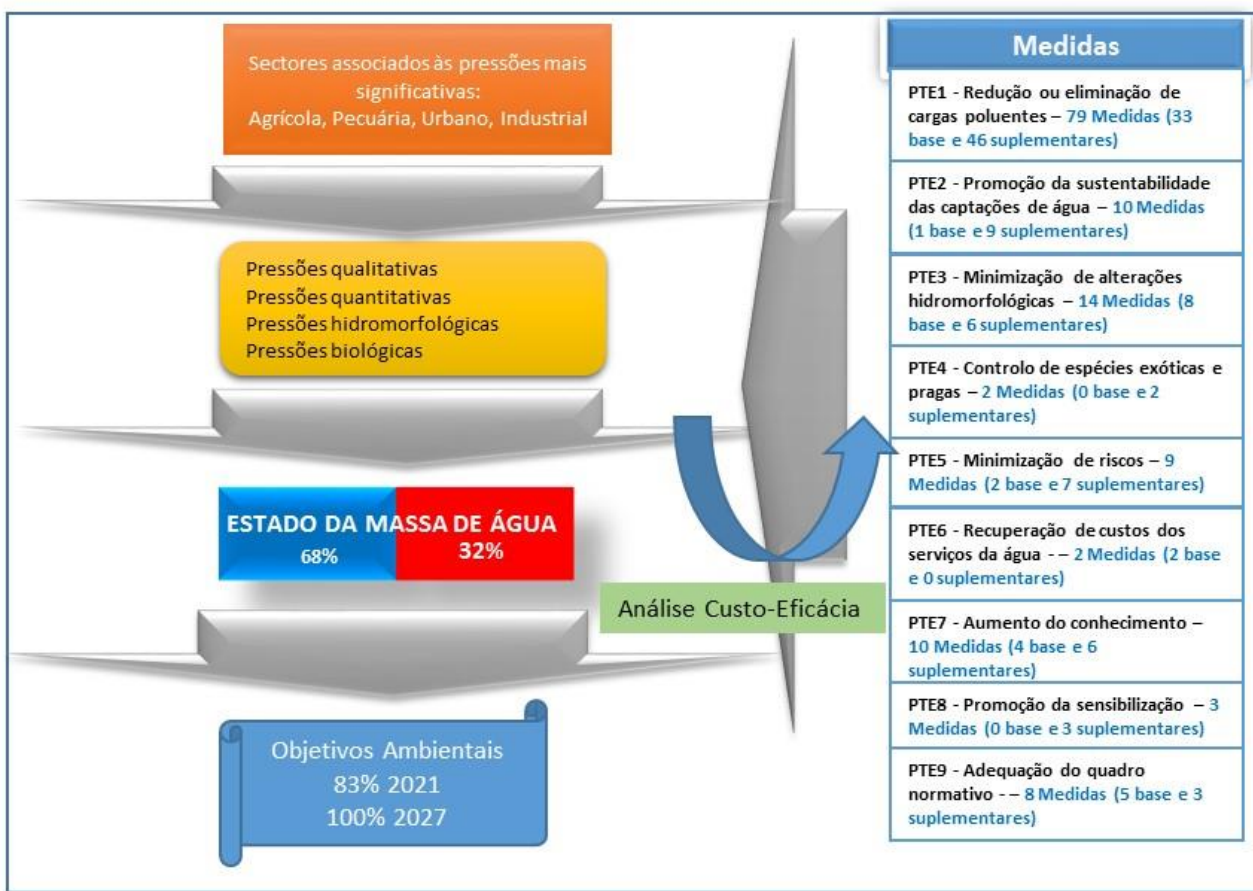 Sectores associados às pressões mais
significativas:
Agrícola, Pecuária, Urbano, Industrial
Pressões qualitativas
Pressões quantitativas
Pressões hidromorfológicas
Pressões biológicas
ESTADO DA MASSA DE ÁGUA
68% 32%
Análise Custo-Eficácia
Objetivos Ambientais
83% 2021
100% 2027
Medidas
PTE1 - Redução ou eliminação de
cargas poluentes – 79 Medidas (33
base e 46 suplementares)
PTE2 - Promoção da sustentabilidade
das captações de água – 10 Medidas
(1 base e 9 suplementares)
PTE3 - Minimização de alterações
hidromorfológicas – 14 Medidas (8
base e 6 suplementares)
PTE4 - Controlo de espécies exóticas e
pragas – 2 Medidas (0 base e 2
suplementares)
PTE5 - Minimização de riscos – 9
Medidas (2 base e 7 suplementares)
PTE6 - Recuperação de custos dos
serviços da água - – 2 Medidas (2 base
e 0 suplementares)
PTE7 - Aumento do conhecimento –
10 Medidas (4 base e 6
suplementares)
PTE8 - Promoção da sensibilização – 3
Medidas (0 base e 3 suplementares)
PTE9 - Adequação do quadro
normativo - – 8 Medidas (5 base e 3
suplementares)